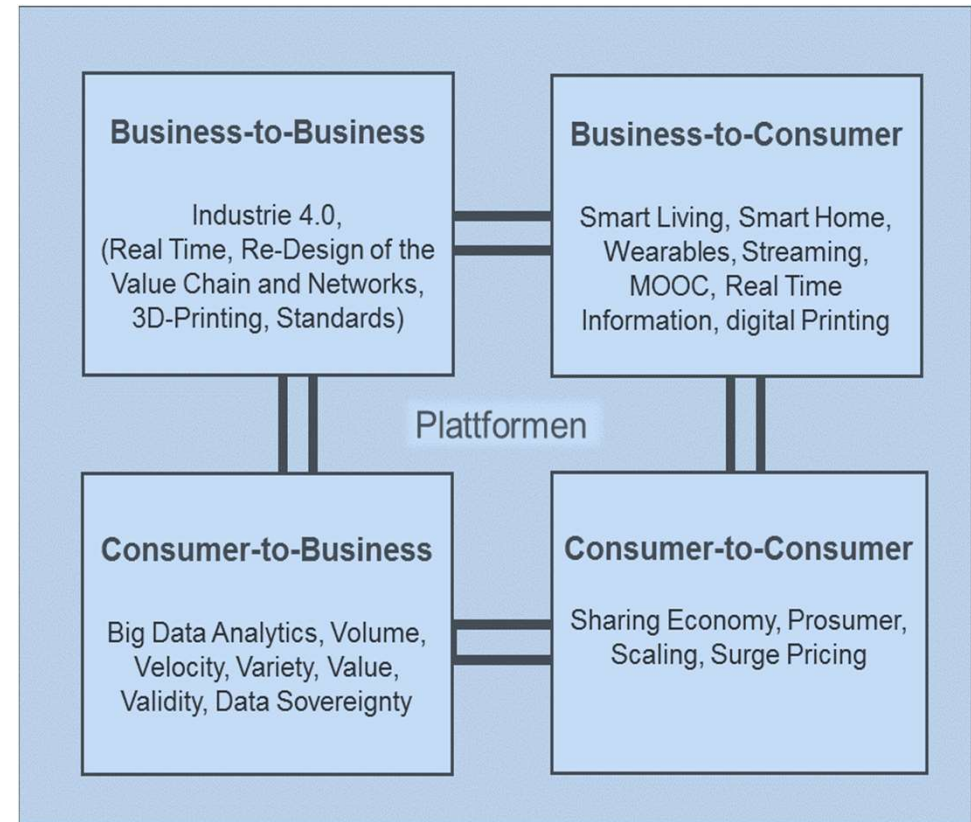 Business-to-Business
Industrie 4.0,
(Real Time, Re-Design of the
Value Chain and Networks,
3D-Printing, Standards)
Business-to-Consumer
Smart Living, Smart Home,
Wearables, Streaming,
MOOC, Real Time
Information, digital Printing
Plattformen
Consumer-to-Business
Big Data Analytics, Volume,
Velocity, Variety, Value,
Validity, Data Sovereignty
Consumer-to-Consumer
Sharing Economy, Prosumer,
Scaling, Surge Pricing